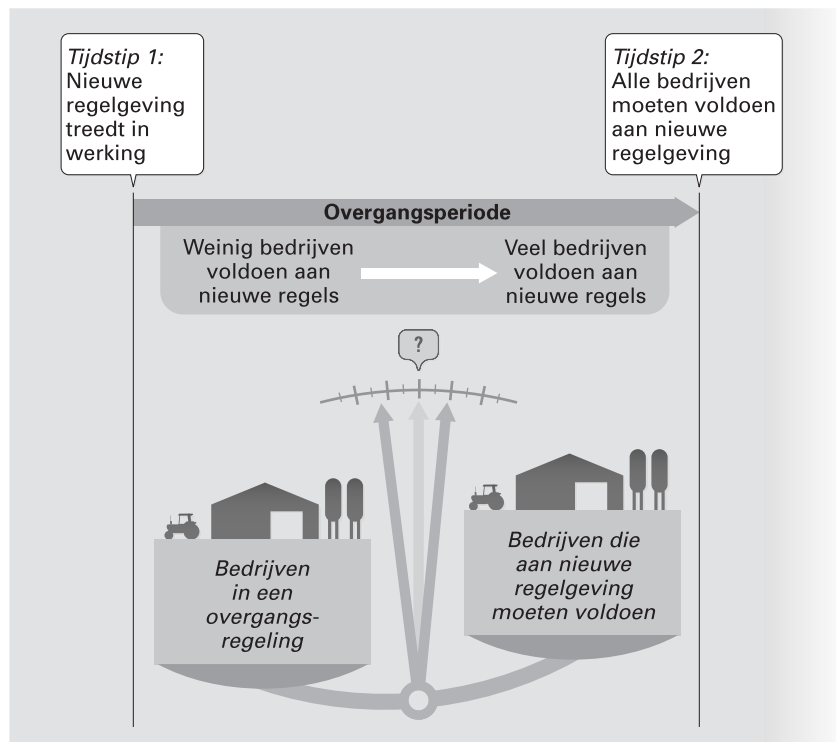 Tijdstip 1:
Nieuwe
regelgeving
treedt in
werking
Tijdstip 2:
Alle bedrijven
moeten voldoen
aan nieuwe
regelgeving
Overgangsperiode
Weinig bedrijven
voldoen aan
nieuwe regels
Veel bedrijven
voldoen aan
nieuwe regels
?
Bedrijven
in een
overgangs-
regeling
Bedrijven die
aan nieuwe
regelgeving
moeten voldoen